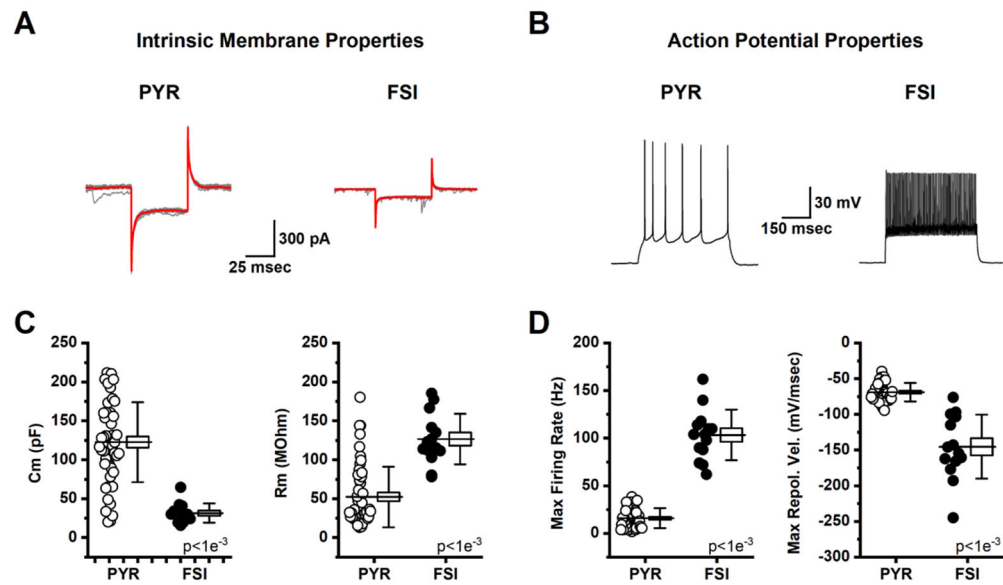 A
Intrinsic Membrane Properties
PYR
FSI
300 pA
25 msec
B
Action Potential Properties
PYR
FSI
30 mV
150 msec
C
Cm (pF)
250
200
150
100
50
0
PYR
FSI
p<1e-3
Rm (MOhm)
250
200
150
100
50
0
PYR
FSI
p<1e-3
D
Max Firing Rate (Hz)
200
150
100
50
0
PYR
FSI
p<1e-3
Max Repol. Vel. (mV/msec)
0
-50
-100
-150
-200
-250
-300
PYR
FSI
p<1e-3